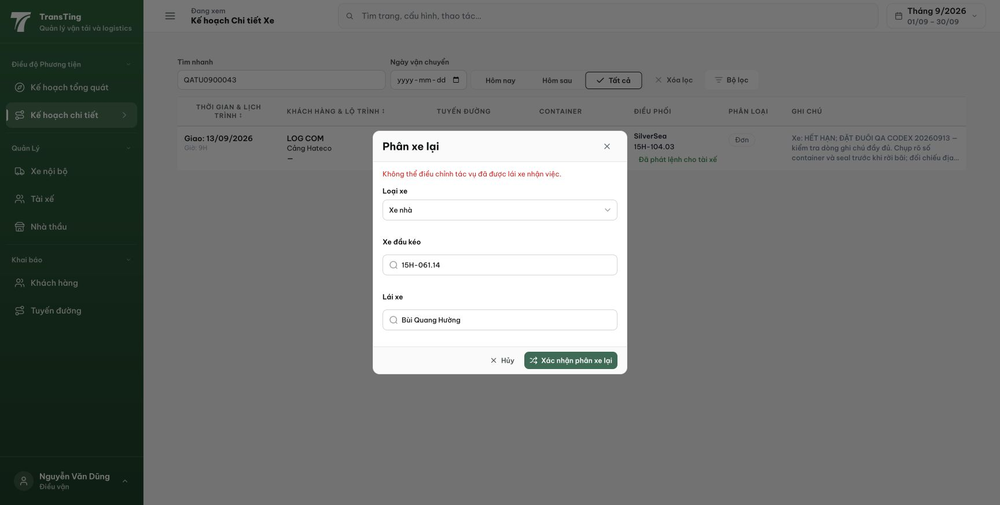 TransTing
Quản lý vận tải và logistics
Điều độ Phương tiện
Kế hoạch tổng quát
Kế hoạch chi tiết
Quản Lý
Xe nội bộ
Tài xế
Nhà thầu
Khai báo
Khách hàng
Tuyến đường
Nguyễn Văn Dũng
Điều vận
Đang xem
Kế hoạch Chi tiết Xe
Tìm trang, cấu hình, thao tác...
Tháng 9/2026
01/09 – 30/09
Tìm nhanh
QATU0900043
Ngày vận chuyển
yyyy-mm-dd
Hôm nay
Hôm sau
Tất cả
Xóa lọc
Bộ lọc
THỜI GIAN & LỊCH
TRÌNH
KHÁCH HÀNG & LỘ TRÌNH
TUYẾN ĐƯỜNG
CONTAINER
ĐIỀU PHỐI
PHÂN LOẠI
GHI CHÚ
Giao: 13/09/2026
Giờ: 9H
LOG COM
Cảng Hateco
—
SilverSea
15H-104.03
Đã phát lệnh cho tài xế
Đơn
Xe: HẾT HẠN; ĐẶT ĐUÔI QA CODEX 20260913 —
kiểm tra dòng ghi chú đầy đủ. Chụp rõ số
container và seal trước khi rời bãi; đối chiếu địa...
Phân xe lại
Không thể điều chỉnh tác vụ đã được lái xe nhận việc.
Loại xe
Xe nhà
Xe đầu kéo
15H-061.14
Lái xe
Bùi Quang Hường
Hủy
Xác nhận phân xe lại